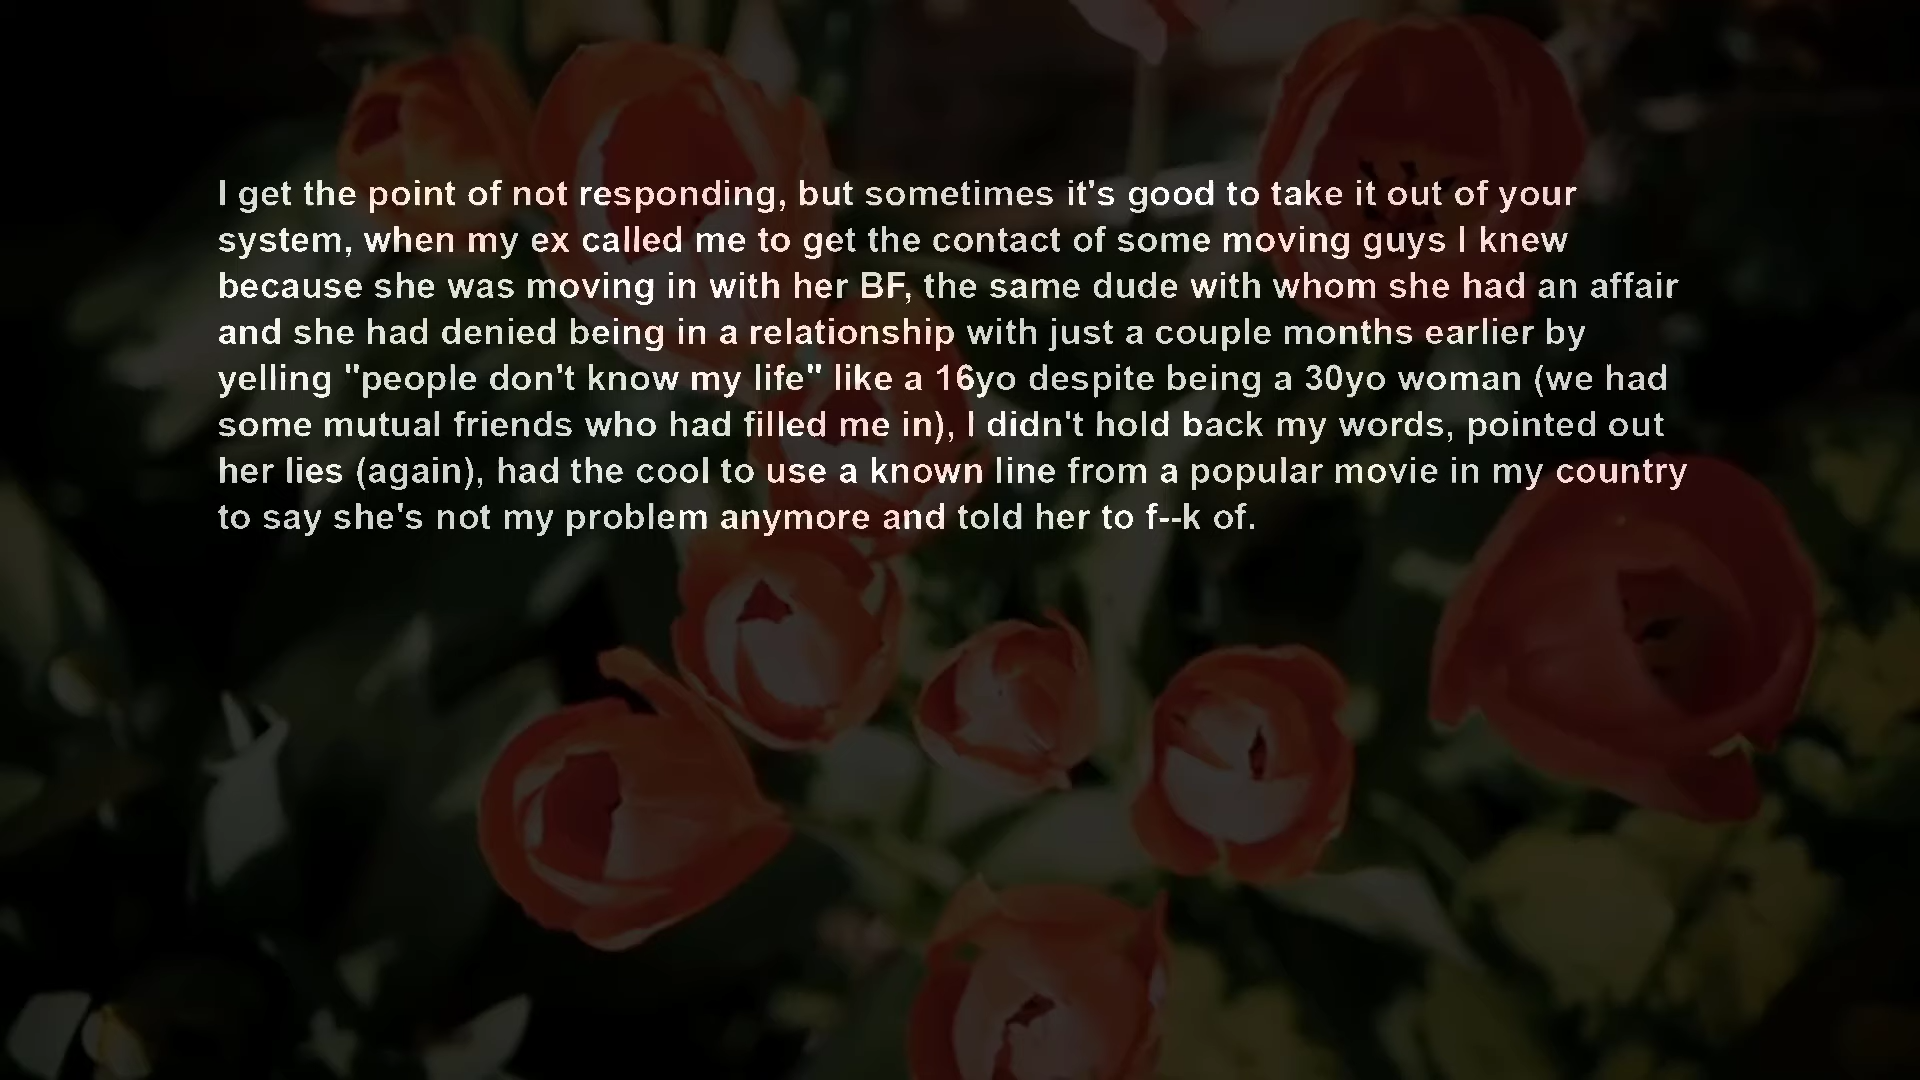 I get the point of not responding, but sometimes it's good to take it out of your
system, when my ex called me to get the contact of some moving guys I knew
because she was moving in with her BF, the same dude with whom she had an affair
and she had denied being in a relationship with just a couple months earlier by
yelling "people don't know my life" like a 16yo despite being a 30yo woman (we had
some mutual friends who had filled me in), I didn't hold back my words, pointed out
her lies (again), had the cool to use a known line from a popular movie in my country
to say she's not my problem anymore and told her to f--k of.